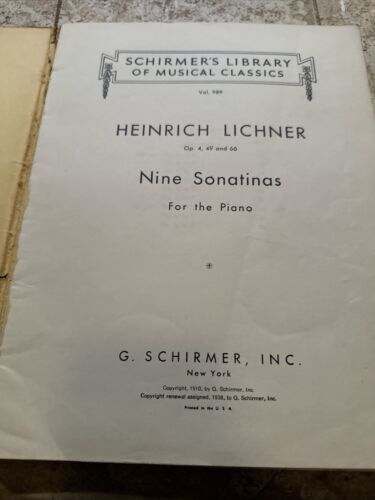 SCHIRMER'S LIBRARY
OF MUSICAL CLASSICS
Vol. 989
HEINRICH LICHNER
Op. 4, 49 and 66
Nine Sonatinas
For the Piano
G. SCHIRMER, INC.
New York
Copyright, 1910, by G. Schirmer, Inc.
Copyright renewal assigned, 1938, by G. Schirmer, Inc.
Printed in the U. S. A.